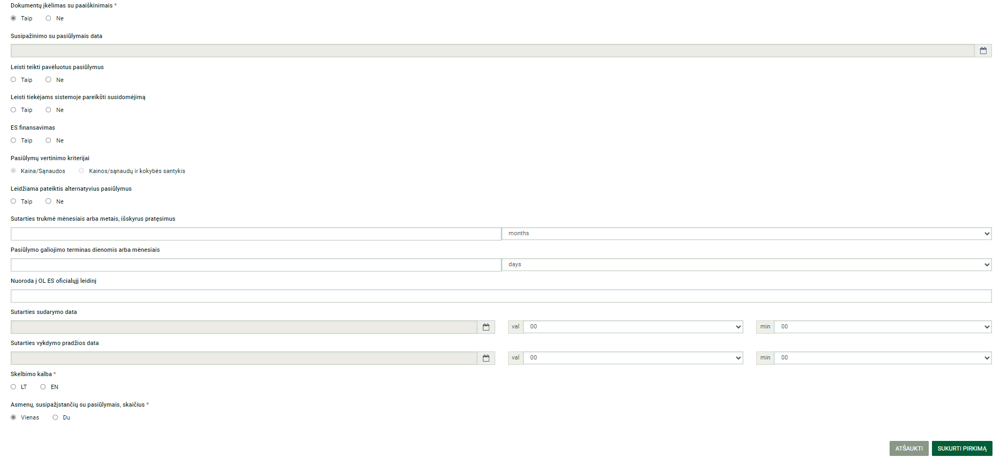 Dokumentų įkėlimas su paaiškinimais *
Taip Ne
Susipažinimo su pasiūlymais data
Leisti teikti pavėluotus pasiūlymus
Taip Ne
Leisti tiekėjams sistemoje pareikšti susidomėjimą
Taip Ne
ES finansavimas
Taip Ne
Pasiūlymų vertinimo kriterijai
Kaina/Sąnaudos Kainos/sąnaudų ir kokybės santykis
Leidžiama pateiktis alternatyvius pasiūlymus
Taip Ne
Sutarties trukmė mėnesiais arba metais, išskyrus pratęsimus
months
Pasiūlymo galiojimo terminas dienomis arba mėnesiais
days
Nuoroda į OL ES oficialųjį leidinį
Sutarties sudarymo data
val 00 min 00
Sutarties vykdymo pradžios data
val 00 min 00
Skelbimo kalba *
LT EN
Asmenų, susipažįstančių su pasiūlymais, skaičius *
Vienas Du
ATŠAUKTI SUKURTI PIRKIMĄ